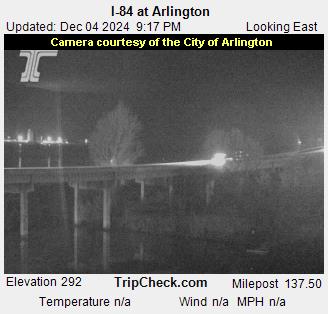 I-84 at Arlington
Updated: Dec 04 2024 9:17 PM Looking East
Camera courtesy of the City of Arlington
Elevation 292 TripCheck.com Milepost 137.50
Temperature n/a Wind n/a MPH n/a